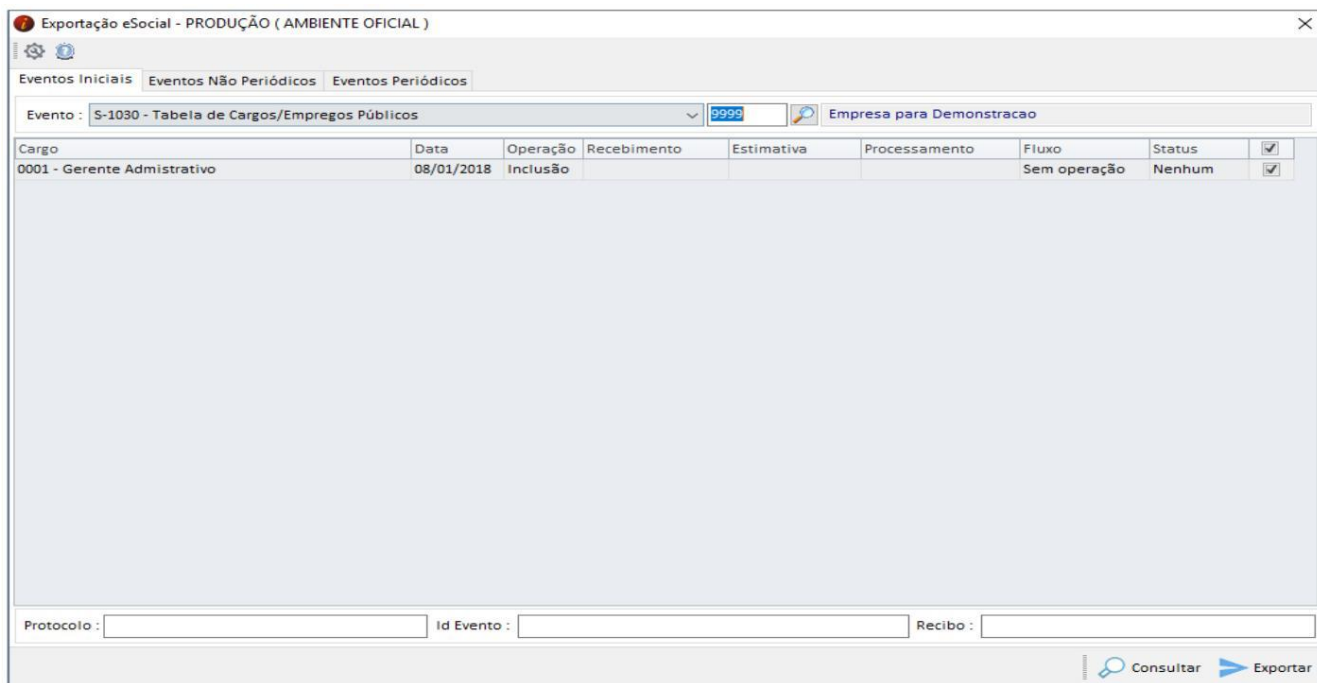 Exportação eSocial - PRODUÇÃO ( AMBIENTE OFICIAL )
Eventos Iniciais Eventos Não Periódicos Eventos Periódicos
Evento : S-1030 - Tabela de Cargos/Empregos Públicos 9999 Empresa para Demonstracao
Cargo Data Operação Recebimento Estimativa Processamento Fluxo Status
0001 - Gerente Admistrativo 08/01/2018 Inclusão Sem operação Nenhum
Protocolo : Id Evento : Recibo :
Consultar Exportar